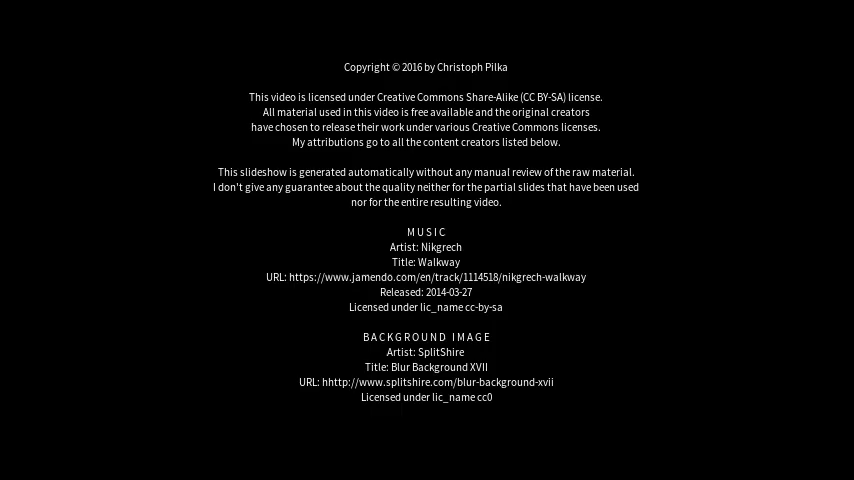 Copyright © 2016 by Christoph Pilka
This video is licensed under Creative Commons Share-Alike (CC BY-SA) license.
All material used in this video is free available and the original creators
have chosen to release their work under various Creative Commons licenses.
My attributions go to all the content creators listed below.
This slideshow is generated automatically without any manual review of the raw material.
I don't give any guarantee about the quality neither for the partial slides that have been used
nor for the entire resulting video.
M U S I C
Artist: Nikgrech
Title: Walkway
URL: https://www.jamendo.com/en/track/1114518/nikgrech-walkway
Released: 2014-03-27
Licensed under lic_name cc-by-sa
B A C K G R O U N D   I M A G E
Artist: SplitShire
Title: Blur Background XVII
URL: hhttp://www.splitshire.com/blur-background-xvii
Licensed under lic_name cc0